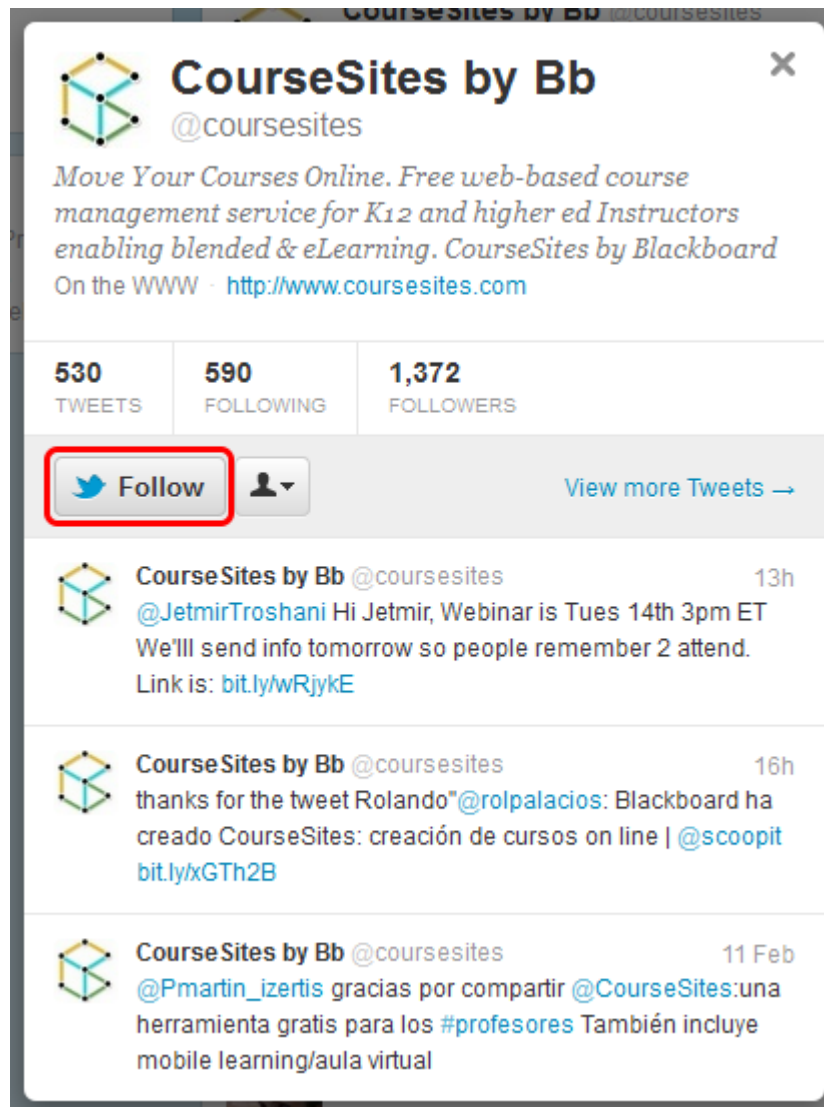 CourseSites by Bb @coursesites
CourseSites by Bb
@coursesites
Move Your Courses Online. Free web-based course
management service for K12 and higher ed Instructors
enabling blended & eLearning. CourseSites by Blackboard
On the WWW · http://www.coursesites.com
530 590 1,372
TWEETS FOLLOWING FOLLOWERS
Follow View more Tweets →
CourseSites by Bb @coursesites 13h
@JetmirTroshani Hi Jetmir, Webinar is Tues 14th 3pm ET
We'lll send info tomorrow so people remember 2 attend.
Link is: bit.ly/wRjykE
CourseSites by Bb @coursesites 16h
thanks for the tweet Rolando"@rolpalacios: Blackboard ha
creado CourseSites: creación de cursos on line | @scoopit
bit.ly/xGTh2B
CourseSites by Bb @coursesites 11 Feb
@Pmartin_izertis gracias por compartir @CourseSites:una
herramienta gratis para los #profesores También incluye
mobile learning/aula virtual